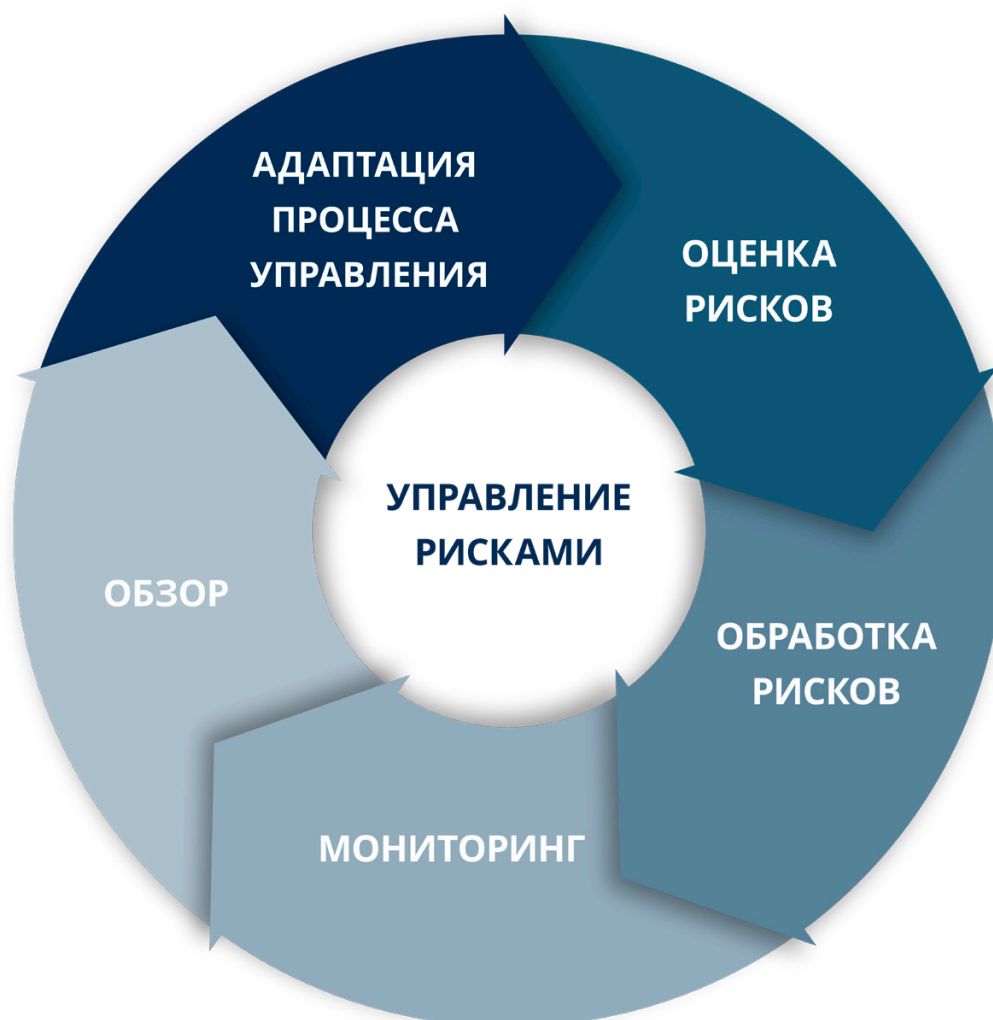 АДАПТАЦИЯ
ПРОЦЕССА
УПРАВЛЕНИЯ
ОЦЕНКА
РИСКОВ
ОБРАБОТКА
РИСКОВ
МОНИТОРИНГ
ОБЗОР
УПРАВЛЕНИЕ
РИСКАМИ